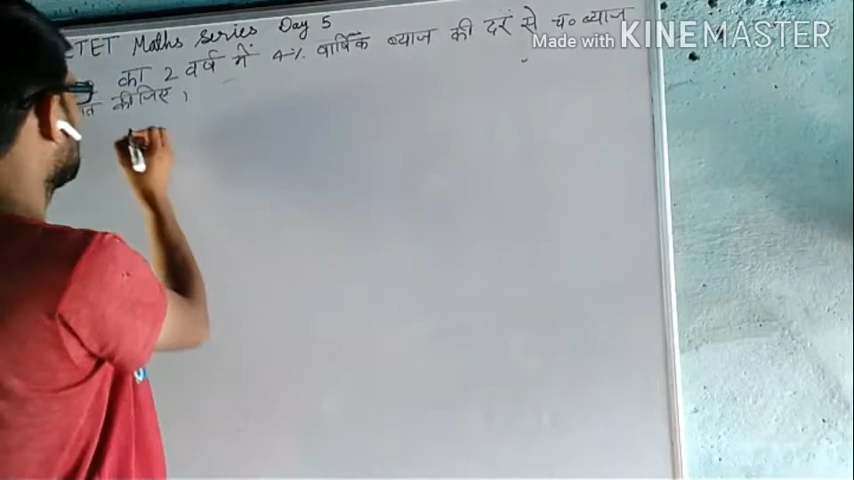 TET Maths Series Day 5
का 2 वर्ष में 4% वार्षिक ब्याज की दर से च० ब्याज
कीजिए,
Made with KINEMASTER